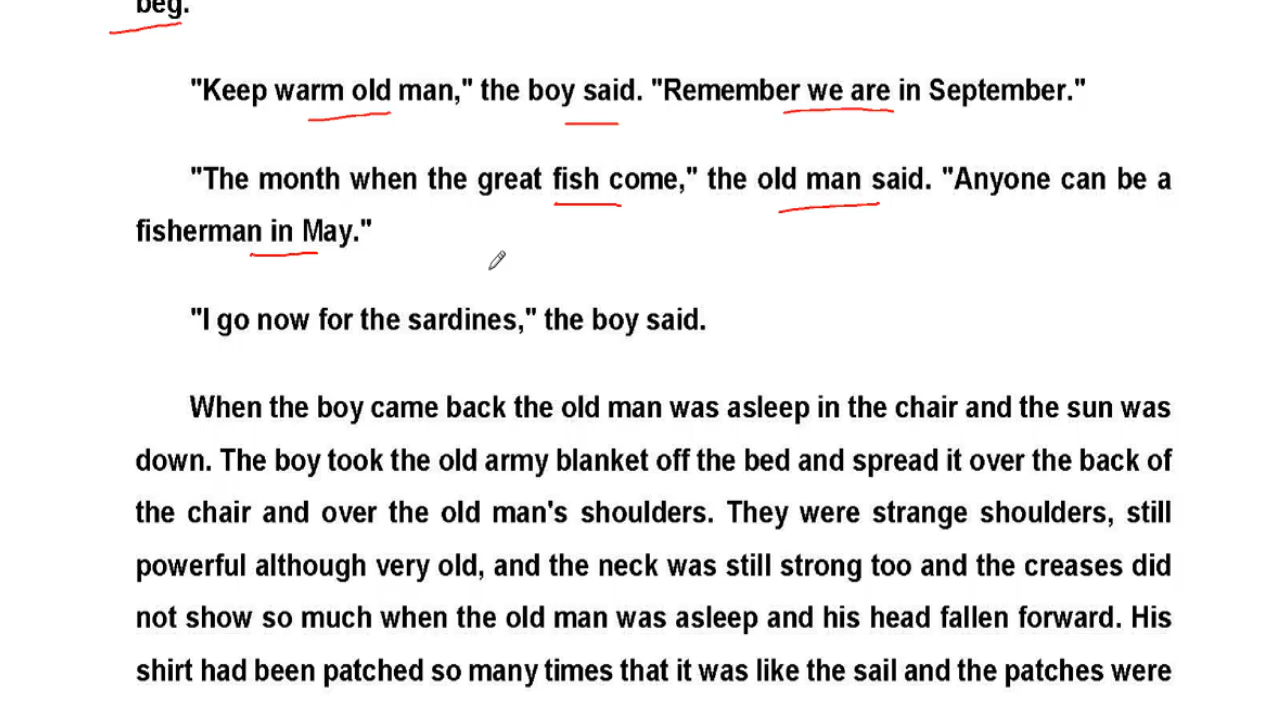 beg.
"Keep warm old man," the boy said. "Remember we are in September."
"The month when the great fish come," the old man said. "Anyone can be a
fisherman in May."
"I go now for the sardines," the boy said.
When the boy came back the old man was asleep in the chair and the sun was
down. The boy took the old army blanket off the bed and spread it over the back of
the chair and over the old man's shoulders. They were strange shoulders, still
powerful although very old, and the neck was still strong too and the creases did
not show so much when the old man was asleep and his head fallen forward. His
shirt had been patched so many times that it was like the sail and the patches were